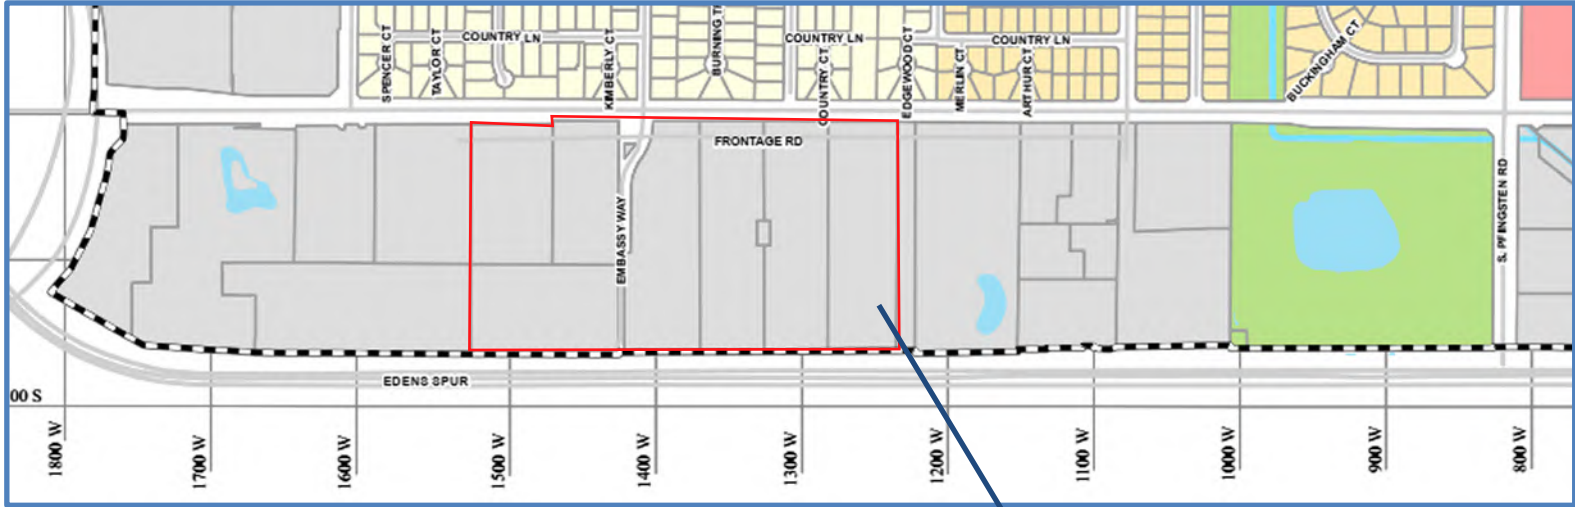 SPENCER CT
TAYLOR CT
COUNTRY LN
KIMBERLY CT
COUNTRY LN
COUNTRY CT
EDGEWOOD CT
COUNTRY LN
MERLIN CT
ARTHUR CT
BUCKINGHAM CT
FRONTAGE RD
EMBASSY WAY
S. PFINGSTEN RD
EDENS SPUR
00 S
1800 W
1700 W
1600 W
1500 W
1400 W
1300 W
1200 W
1100 W
1000 W
900 W
800 W
BURNING